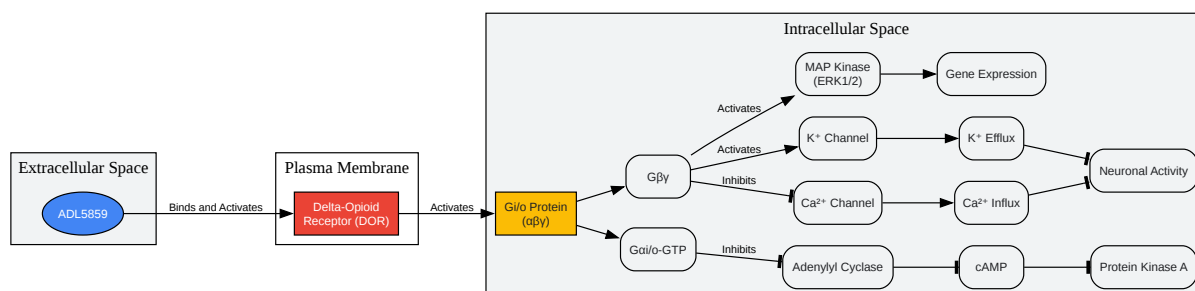 Intracellular Space
MAP Kinase
(ERK1/2)
Gene Expression
Activates
K⁺ Channel
K⁺ Efflux
Activates
Extracellular Space
Plasma Membrane
Gβγ
Neuronal Activity
Inhibits
ADL5859
Binds and Activates
Delta-Opioid
Receptor (DOR)
Activates
Gi/o Protein
(αβγ)
Ca²⁺ Channel
Ca²⁺ Influx
Gαi/o-GTP
Inhibits
Adenylyl Cyclase
cAMP
Protein Kinase A